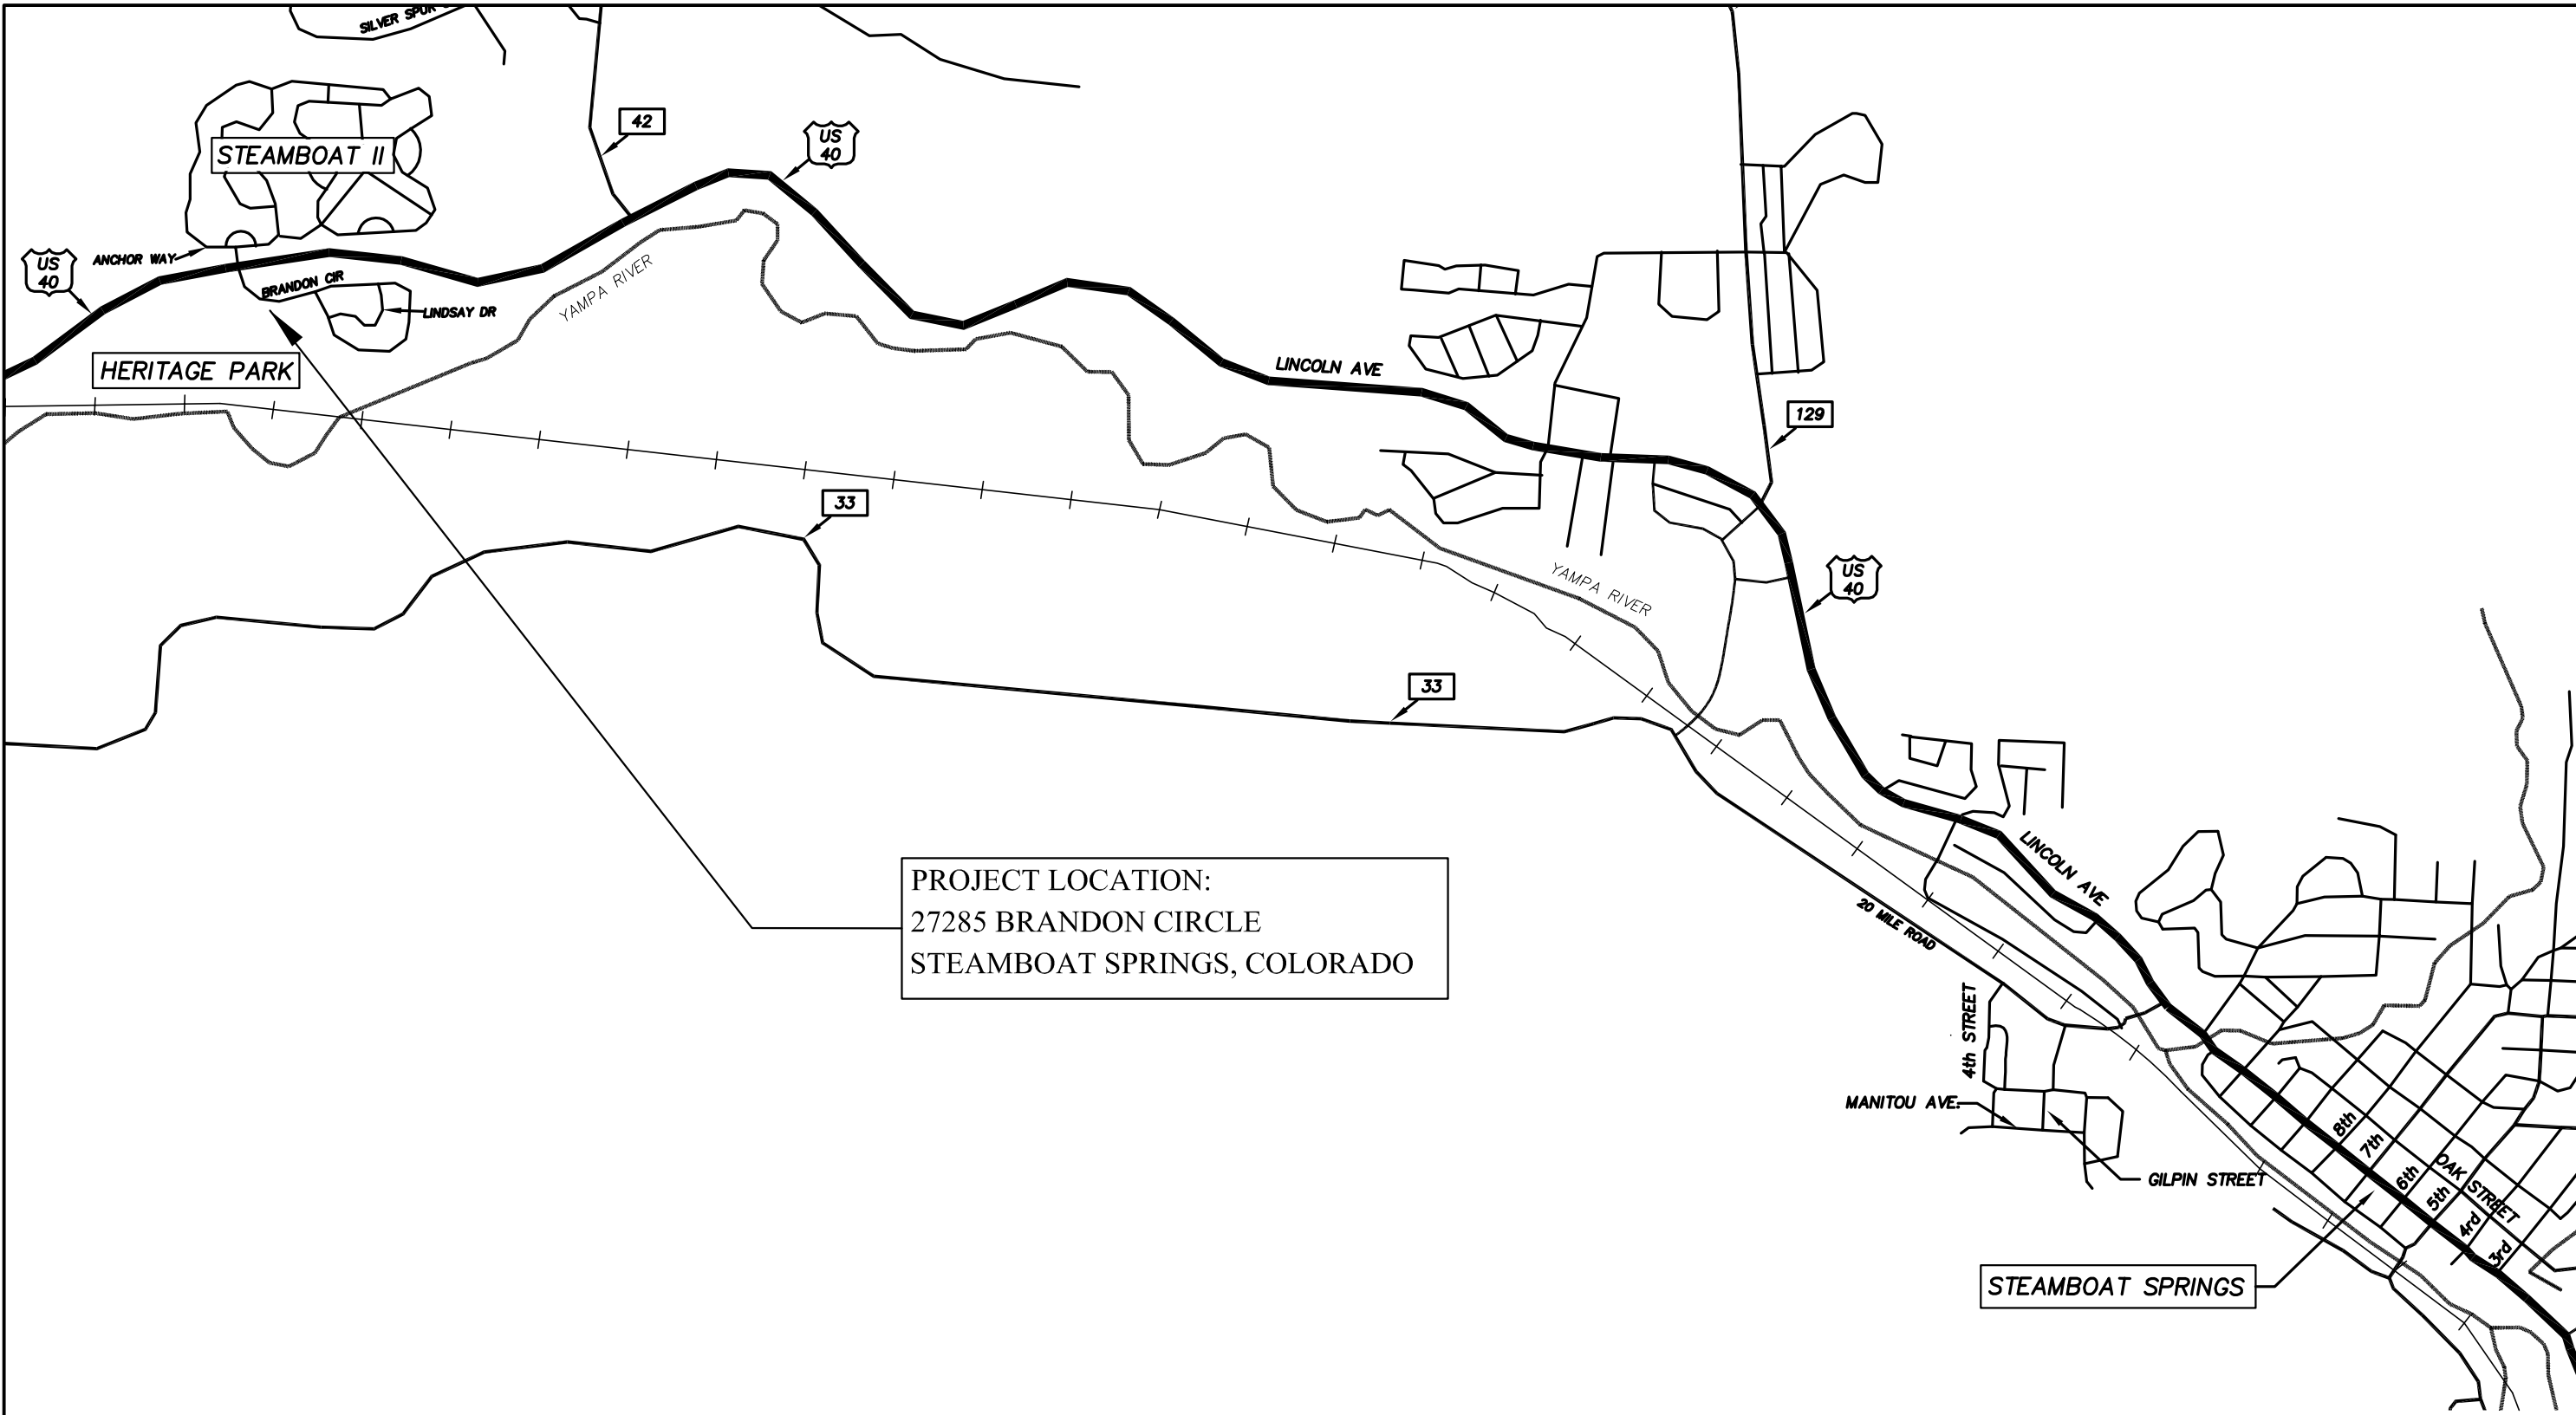 SILVER SPUR
42
US
40
STEAMBOAT II
ANCHOR WAY
US
40
BRANDON CIR
LINDSAY DR
YAMPA RIVER
HERITAGE PARK
LINCOLN AVE
129
33
US
40
YAMPA RIVER
33
PROJECT LOCATION:
27285 BRANDON CIRCLE
STEAMBOAT SPRINGS, COLORADO
LINCOLN AVE
20 MILE ROAD
4th STREET
MANITOU AVE.
GILPIN STREET
8th
7th
6th
5th
4rd
3rd
OAK STREET
STEAMBOAT SPRINGS